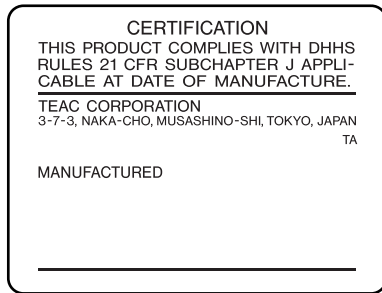 CERTIFICATION
THIS PRODUCT COMPLIES WITH DHHS
RULES 21 CFR SUBCHAPTER J APPLI-
CABLE AT DATE OF MANUFACTURE.
TEAC CORPORATION
3-7-3, NAKA-CHO, MUSASHINO-SHI, TOKYO, JAPAN
TA
MANUFACTURED